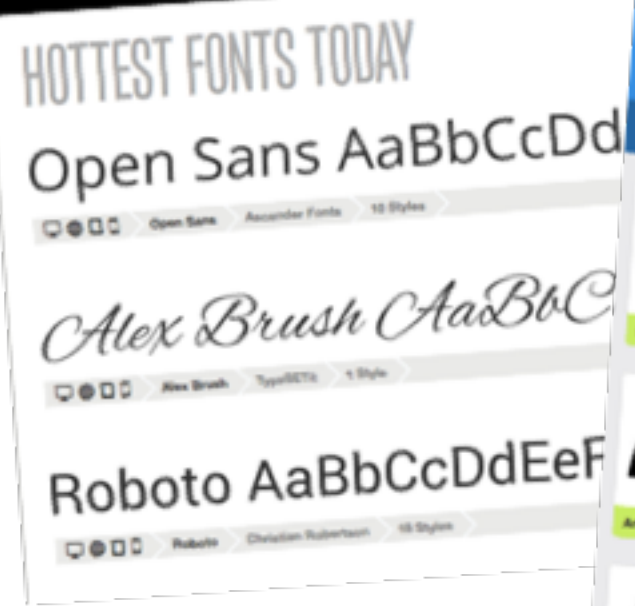 HOTTEST FONTS TODAY
Open Sans AaBbCcDd
Open Sans Ascender Fonts 10 Styles
Alex Brush AaBbC
Alex Brush TypeSETit 1 Style
Roboto AaBbCcDdEeF
Roboto Christian Robertson 18 Styles